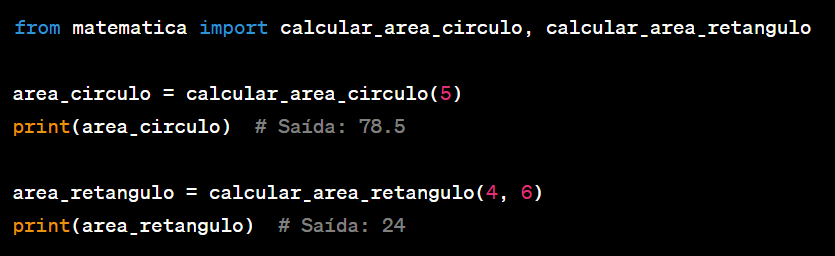 from matematica import calcular_area_circulo, calcular_area_retangulo
area_circulo = calcular_area_circulo(5)
print(area_circulo)  # Saída: 78.5
area_retangulo = calcular_area_retangulo(4, 6)
print(area_retangulo)  # Saída: 24